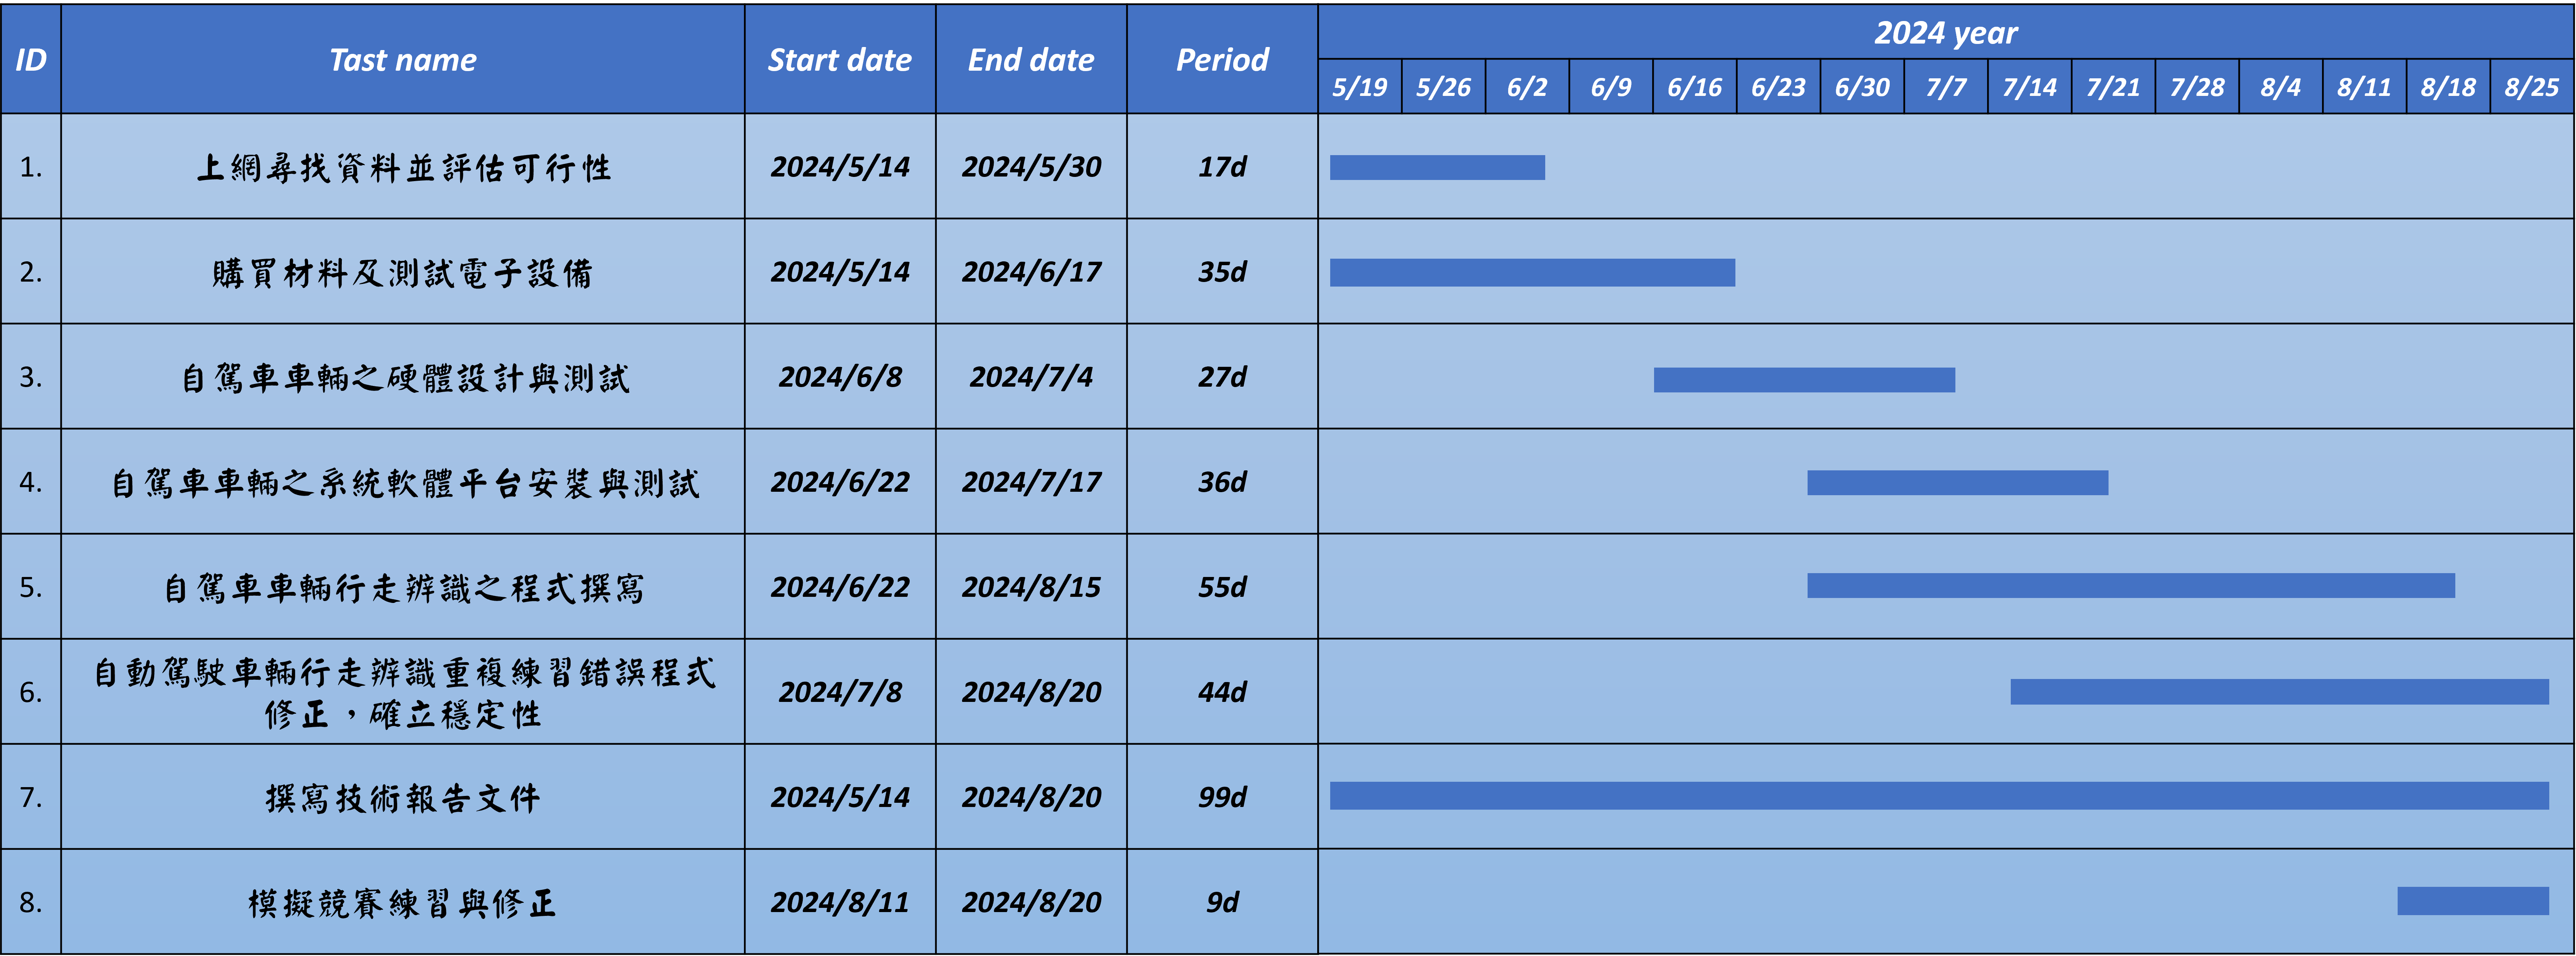 ID Tast name Start date End date Period 2024 year
5/19 5/26 6/2 6/9 6/16 6/23 6/30 7/7 7/14 7/21 7/28 8/4 8/11 8/18 8/25
1. 上網尋找資料並評估可行性 2024/5/14 2024/5/30 17d
2. 購買材料及測試電子設備 2024/5/14 2024/6/17 35d
3. 自駕車車輛之硬體設計與測試 2024/6/8 2024/7/4 27d
4. 自駕車車輛之系統軟體平台安裝與測試 2024/6/22 2024/7/17 36d
5. 自駕車車輛行走辨識之程式撰寫 2024/6/22 2024/8/15 55d
6. 自動駕駛車輛行走辨識重複練習錯誤程式 2024/7/8 2024/8/20 44d
修正，確立穩定性
7. 撰寫技術報告文件 2024/5/14 2024/8/20 99d
8. 模擬競賽練習與修正 2024/8/11 2024/8/20 9d